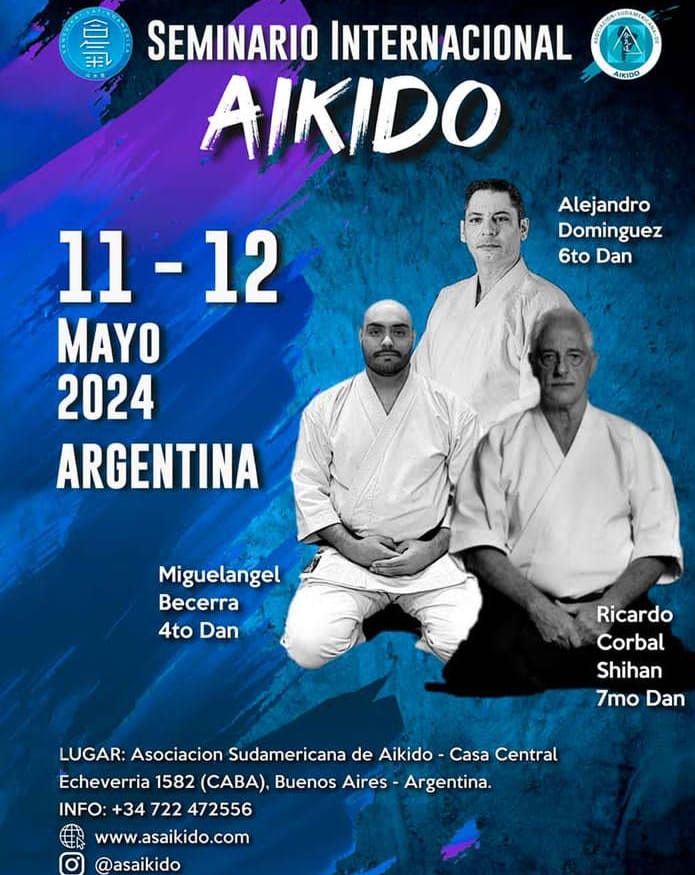 SEMINARIO INTERNACIONAL
AIKIDO
AIKIDO
11 - 12
MAYO
2024
ARGENTINA
Alejandro
Dominguez
6to Dan
Miguelangel
Becerra
4to Dan
Ricardo
Corbal
Shihan
7mo Dan
LUGAR: Asociacion Sudamericana de Aikido - Casa Central
Echeverria 1582 (CABA), Buenos Aires - Argentina.
INFO: +34 722 472556
www.asaikido.com
@asaikido